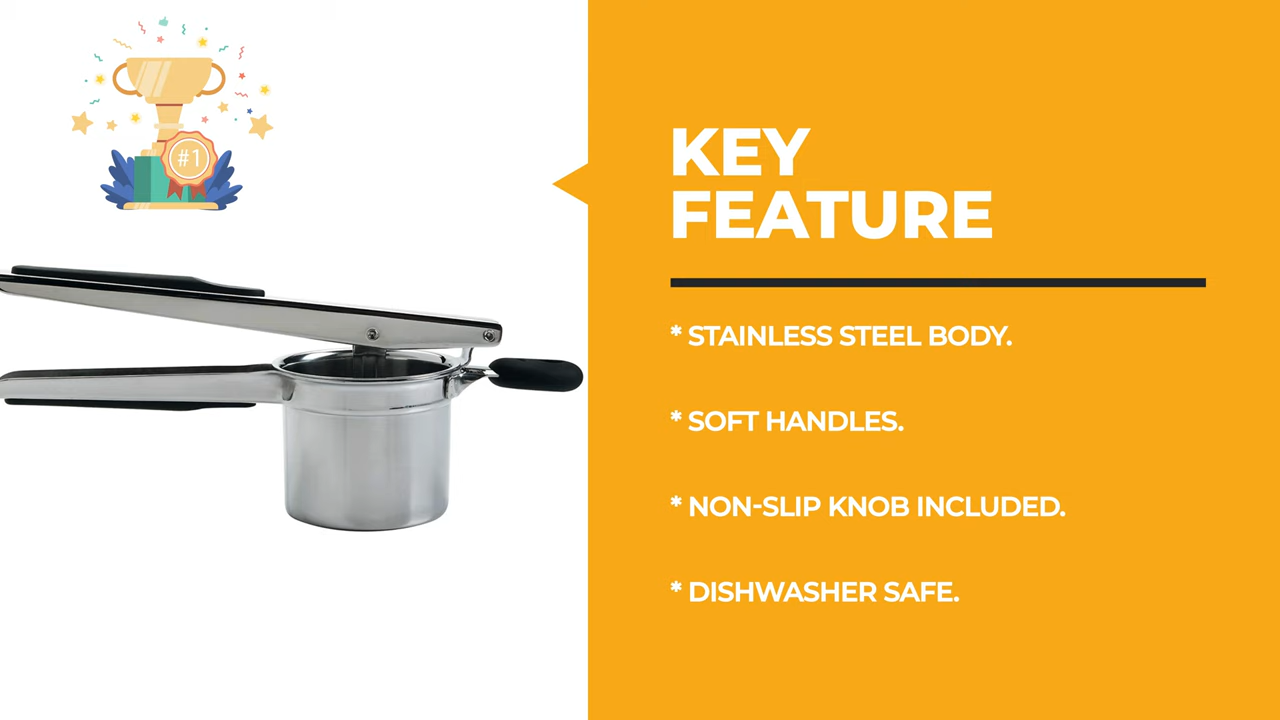 #1
KEY
FEATURE
* STAINLESS STEEL BODY.
* SOFT HANDLES.
* NON-SLIP KNOB INCLUDED.
* DISHWASHER SAFE.